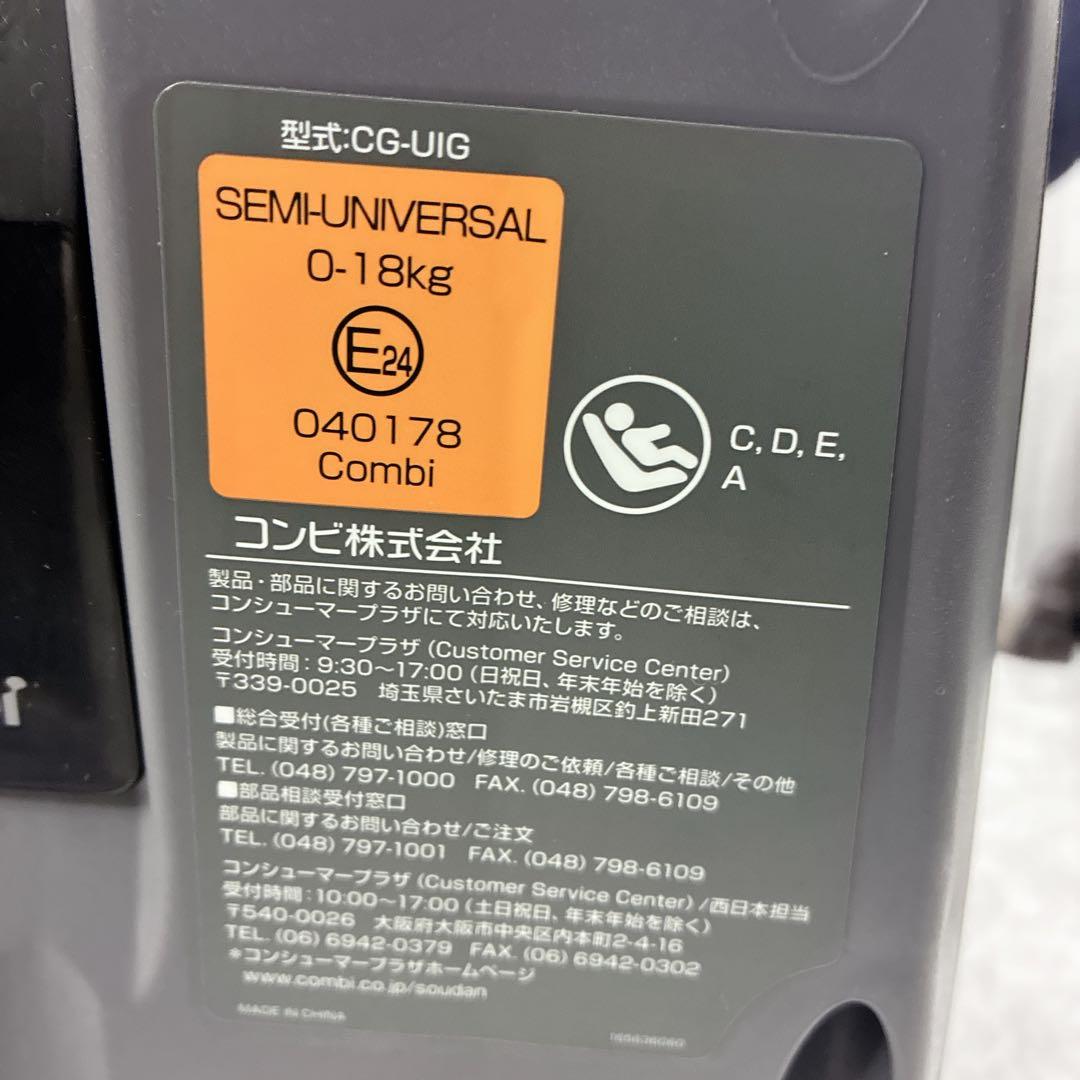 型式:CG-UIG
SEMI-UNIVERSAL
0-18kg
E24
040178
Combi
C, D, E,
A
コンビ株式会社
製品・部品に関するお問い合わせ、修理などのご相談は、
コンシューマープラザにて対応いたします。
コンシューマープラザ (Customer Service Center)
受付時間:9:30〜17:00 (日祝日、年末年始を除く)
〒339-0025 埼玉県さいたま市岩槻区釣上新田271
■総合受付(各種ご相談)窓口
製品に関するお問い合わせ/修理のご依頼/各種ご相談/その他
TEL. (048) 797-1000 FAX. (048) 798-6109
■部品相談受付窓口
部品に関するお問い合わせ/ご注文
TEL. (048) 797-1001 FAX. (048) 798-6109
コンシューマープラザ (Customer Service Center) /西日本担当
受付時間:10:00〜17:00 (土日祝日、年末年始を除く)
〒540-0026 大阪府大阪市中央区内本町2-4-16
TEL. (06) 6942-0379 FAX. (06) 6942-0302
*コンシューマープラザホームページ
www.combi.co.jp/soudan
MADE IN CHINA